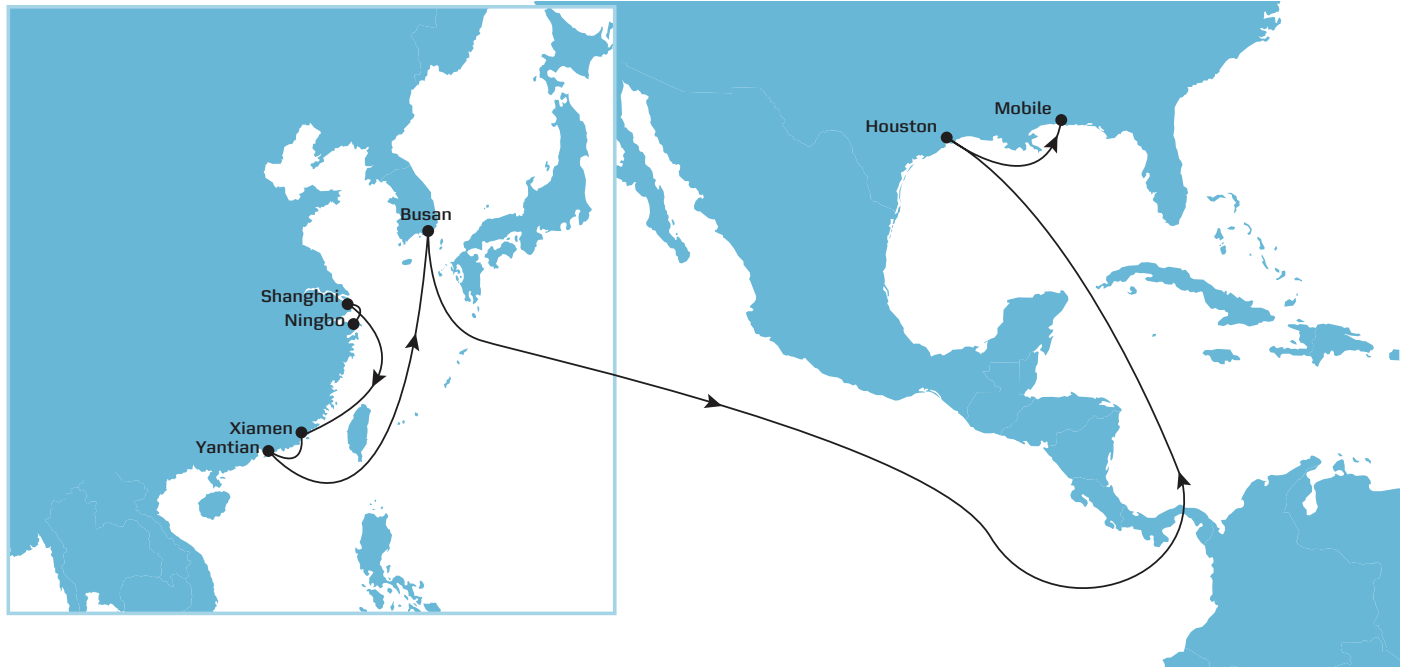 Mobile
Houston
Busan
Shanghai
Ningbo
Xiamen
Yantian